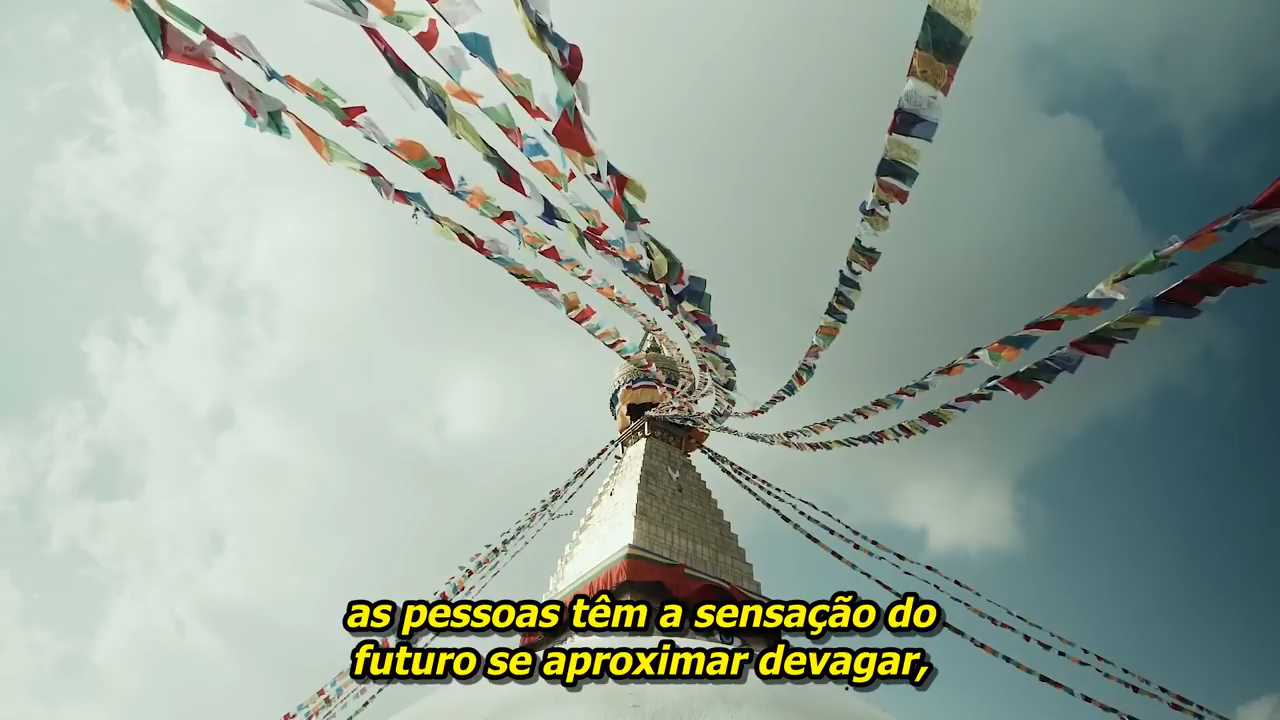 as pessoas têm a sensação do
futuro se aproximar devagar,